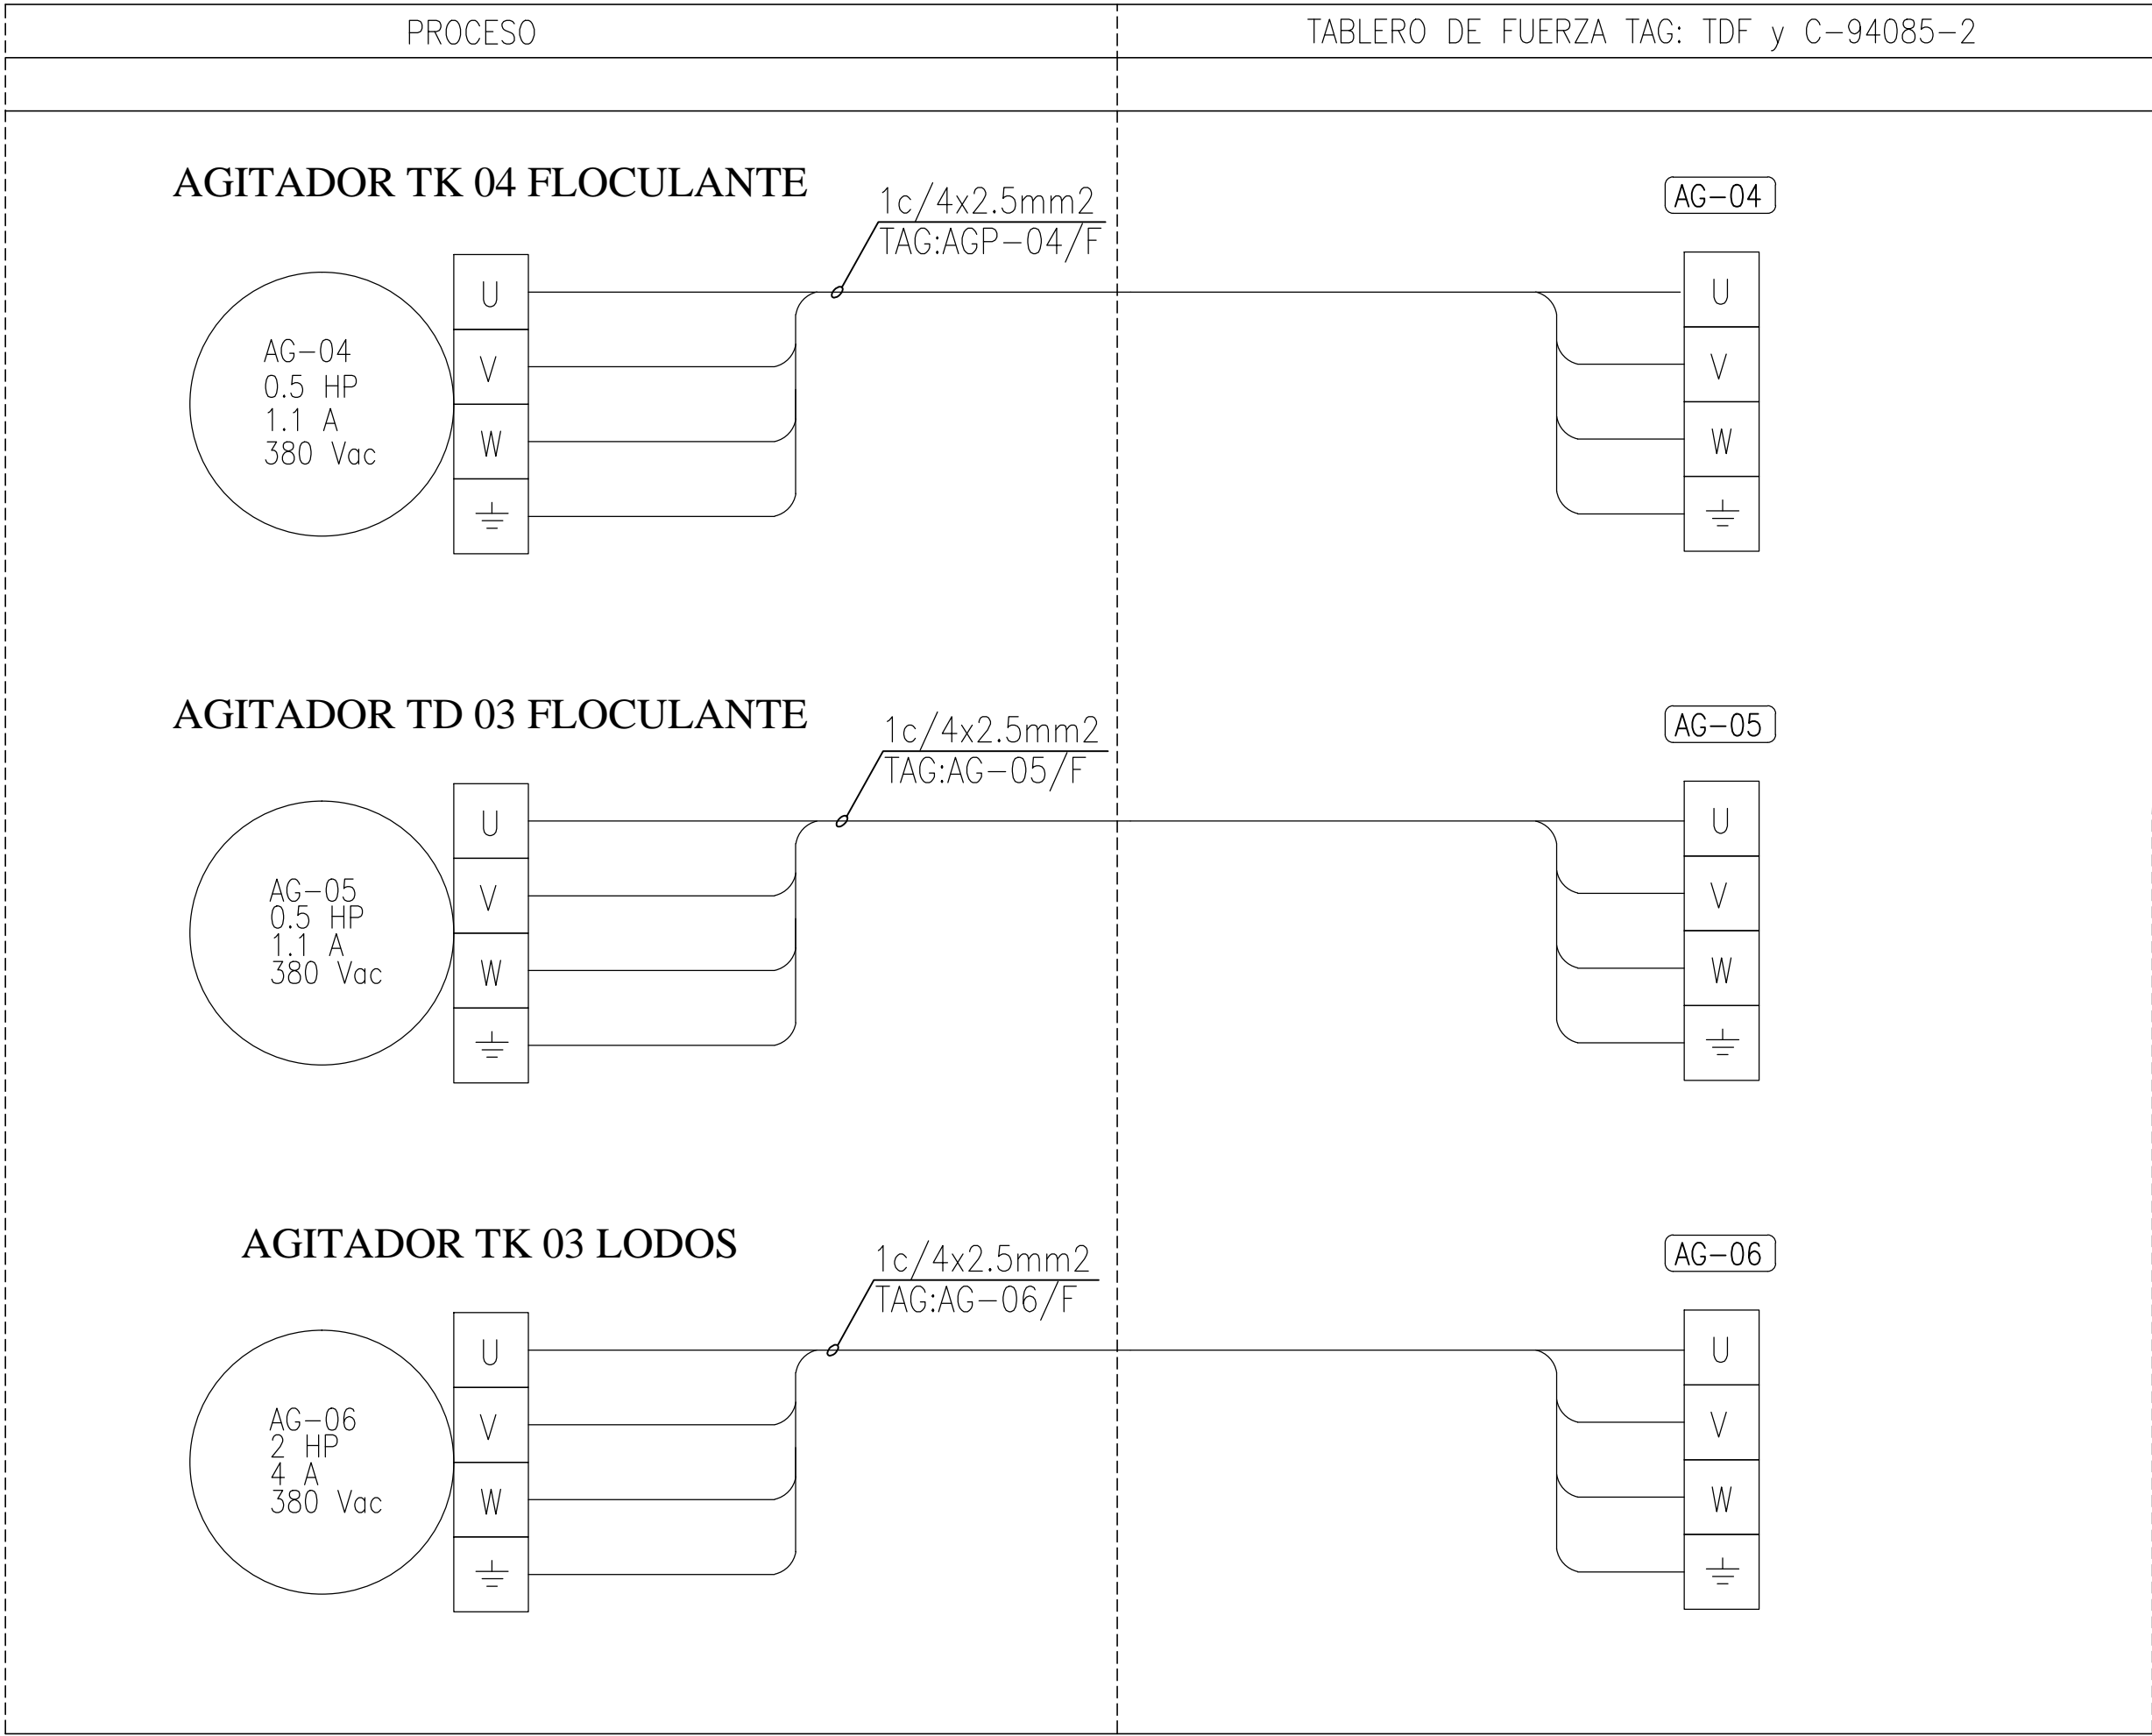 PROCESO
TABLERO DE FUERZA TAG: TDF y C-94085-2
AGITADOR TK 04 FLOCULANTE
1c/4x2.5mm2
TAG:AGP-04/F
AG-04
U
V
W
AG-04
0.5 HP
1.1 A
380 Vac
U
V
W
AGITADOR TD 03 FLOCULANTE
1c/4x2.5mm2
TAG:AG-05/F
AG-05
U
V
W
AG-05
0.5 HP
1.1 A
380 Vac
U
V
W
AGITADOR TK 03 LODOS
1c/4x2.5mm2
TAG:AG-06/F
AG-06
U
V
W
AG-06
2 HP
4 A
380 Vac
U
V
W